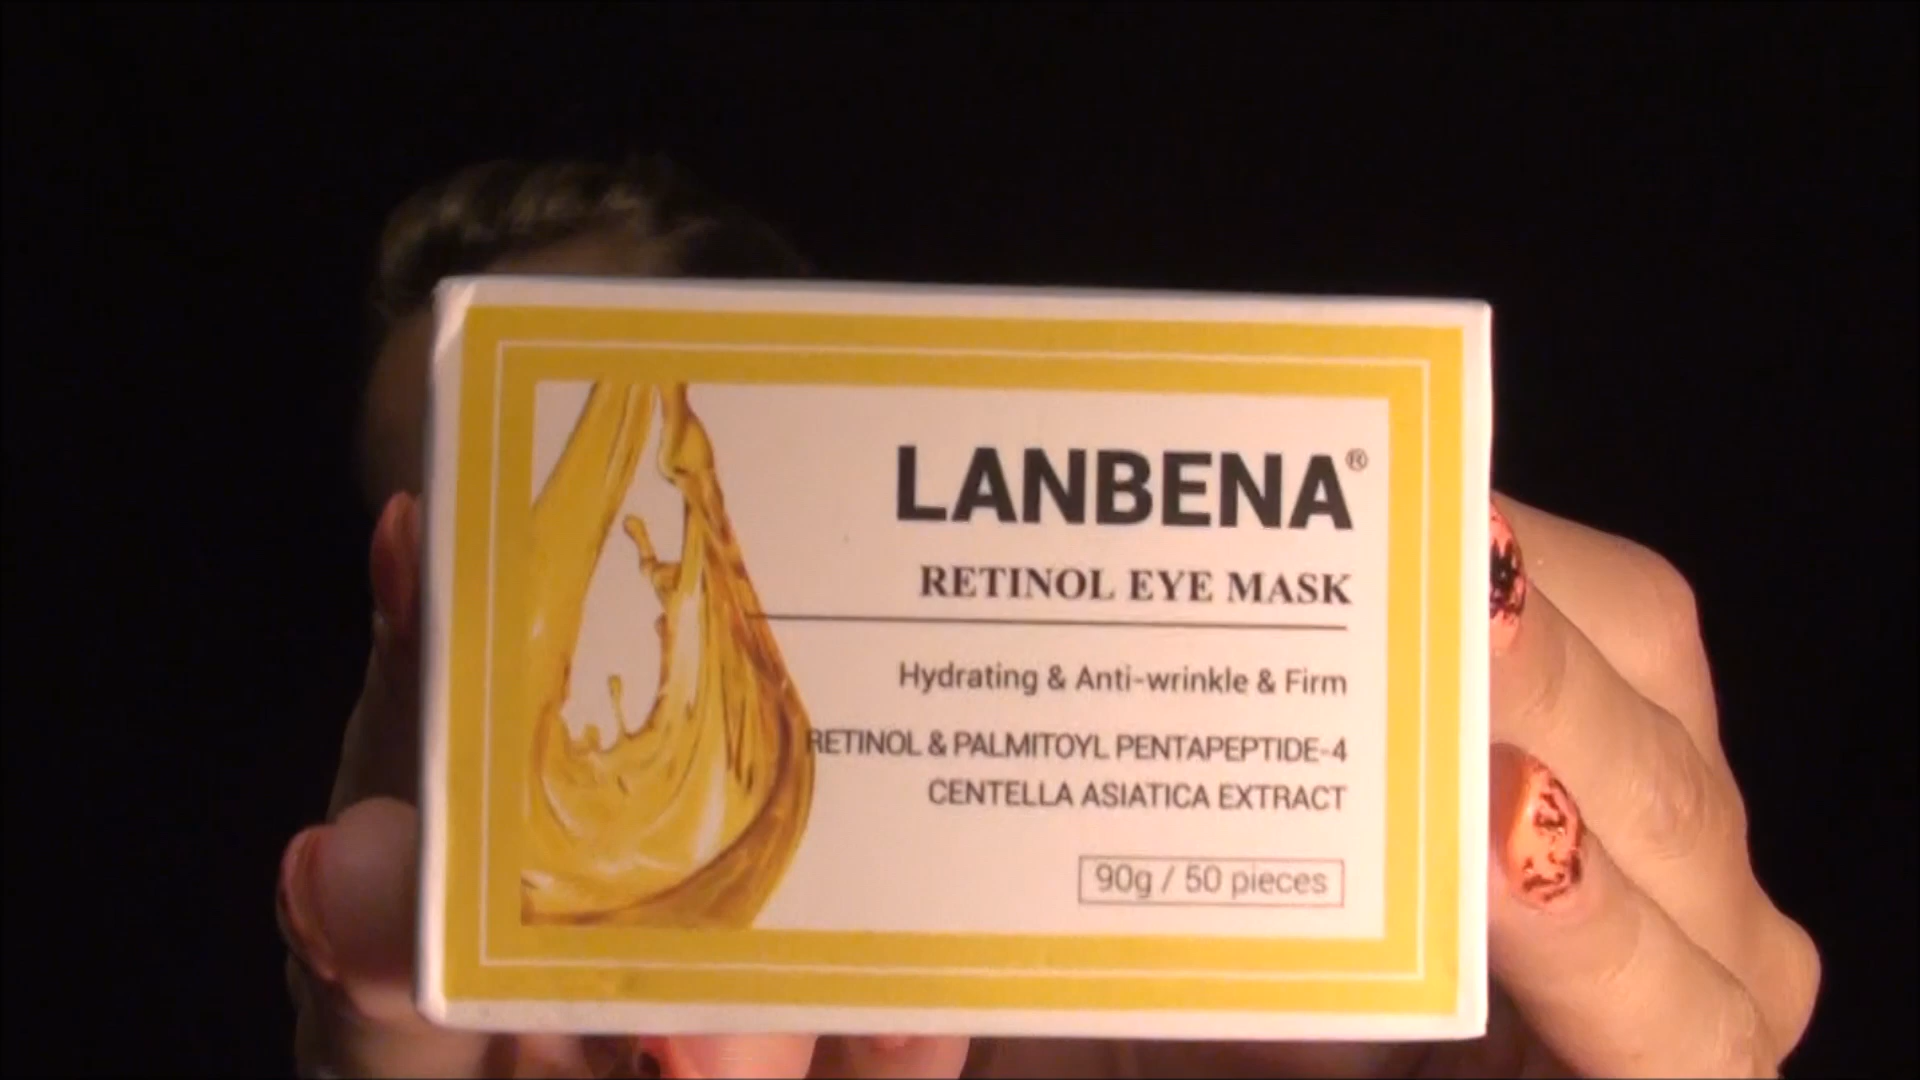 LANBENA®
RETINOL EYE MASK
Hydrating & Anti-wrinkle & Firm
RETINOL & PALMITOYL PENTAPEPTIDE-4
CENTELLA ASIATICA EXTRACT
90g / 50 pieces